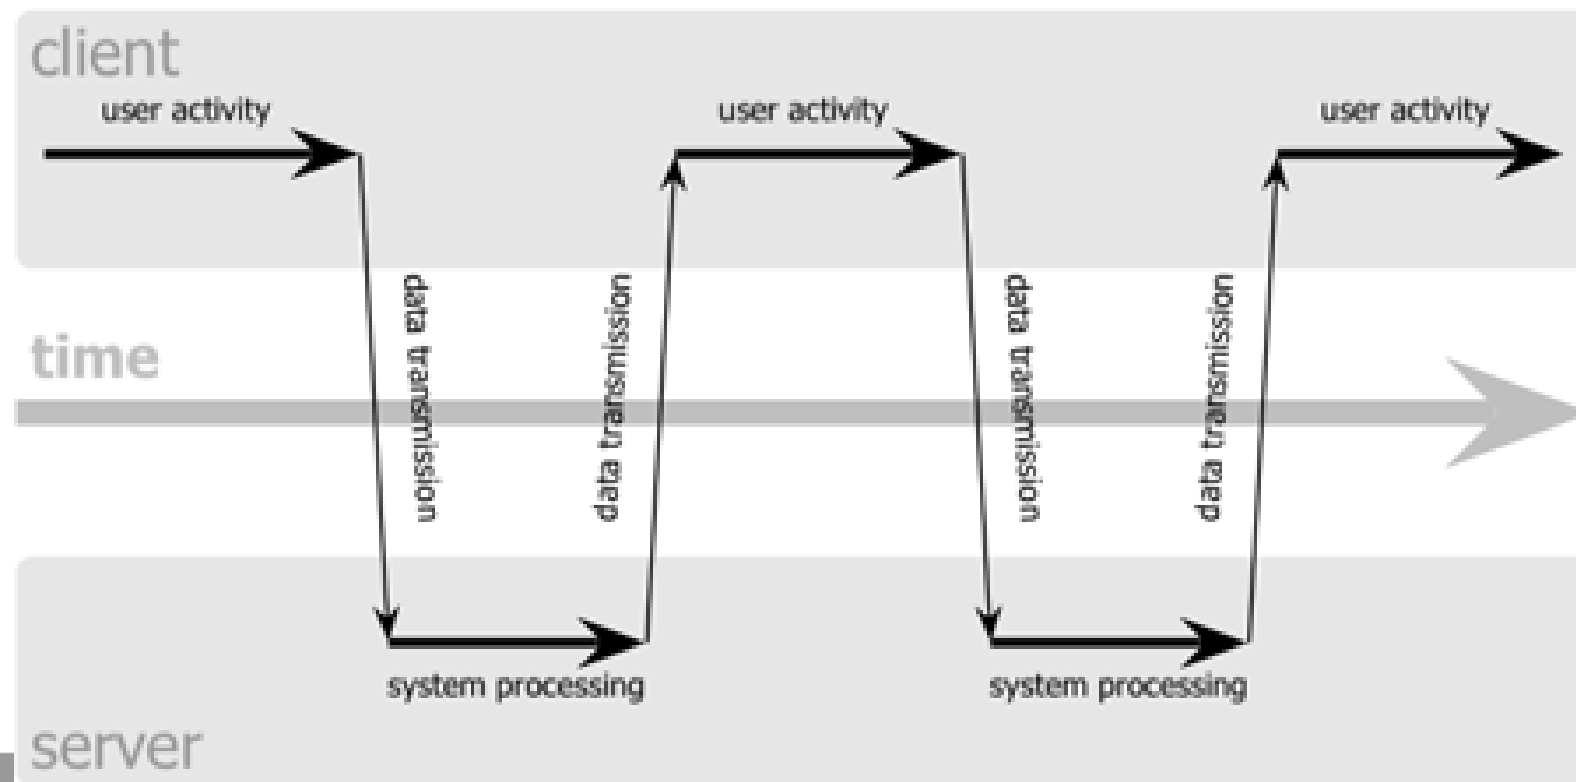 client
user activity
user activity
user activity
data transmission
data transmission
data transmission
data transmission
time
system processing
system processing
server